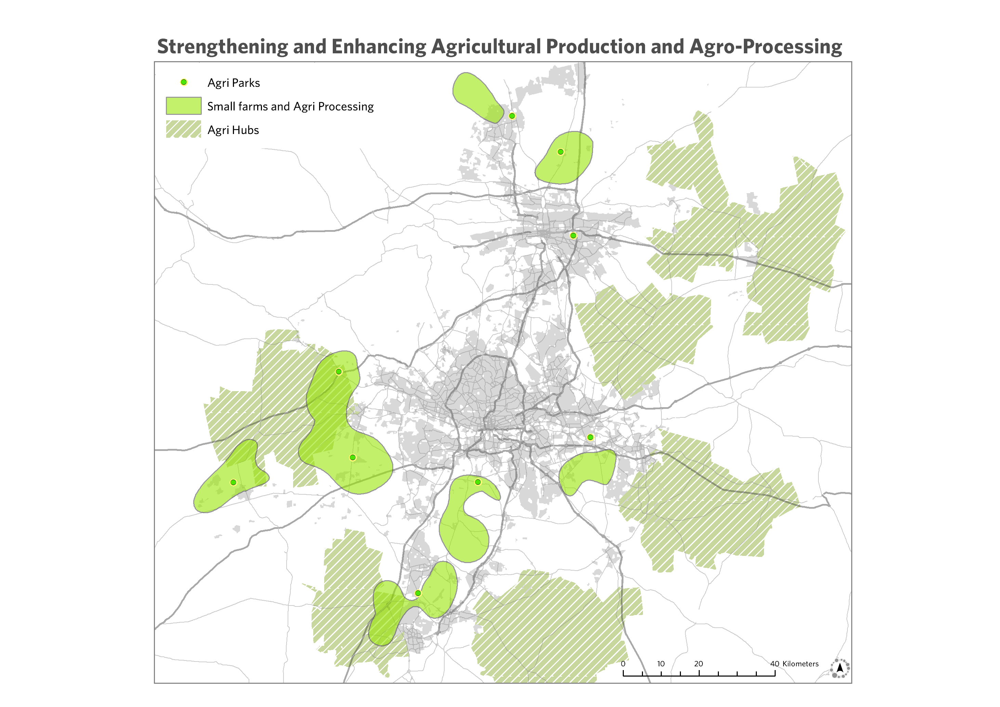 Strengthening and Enhancing Agricultural Production and Agro-Processing
Agri Parks
Small farms and Agri Processing
Agri Hubs
0 10 20 40 Kilometers